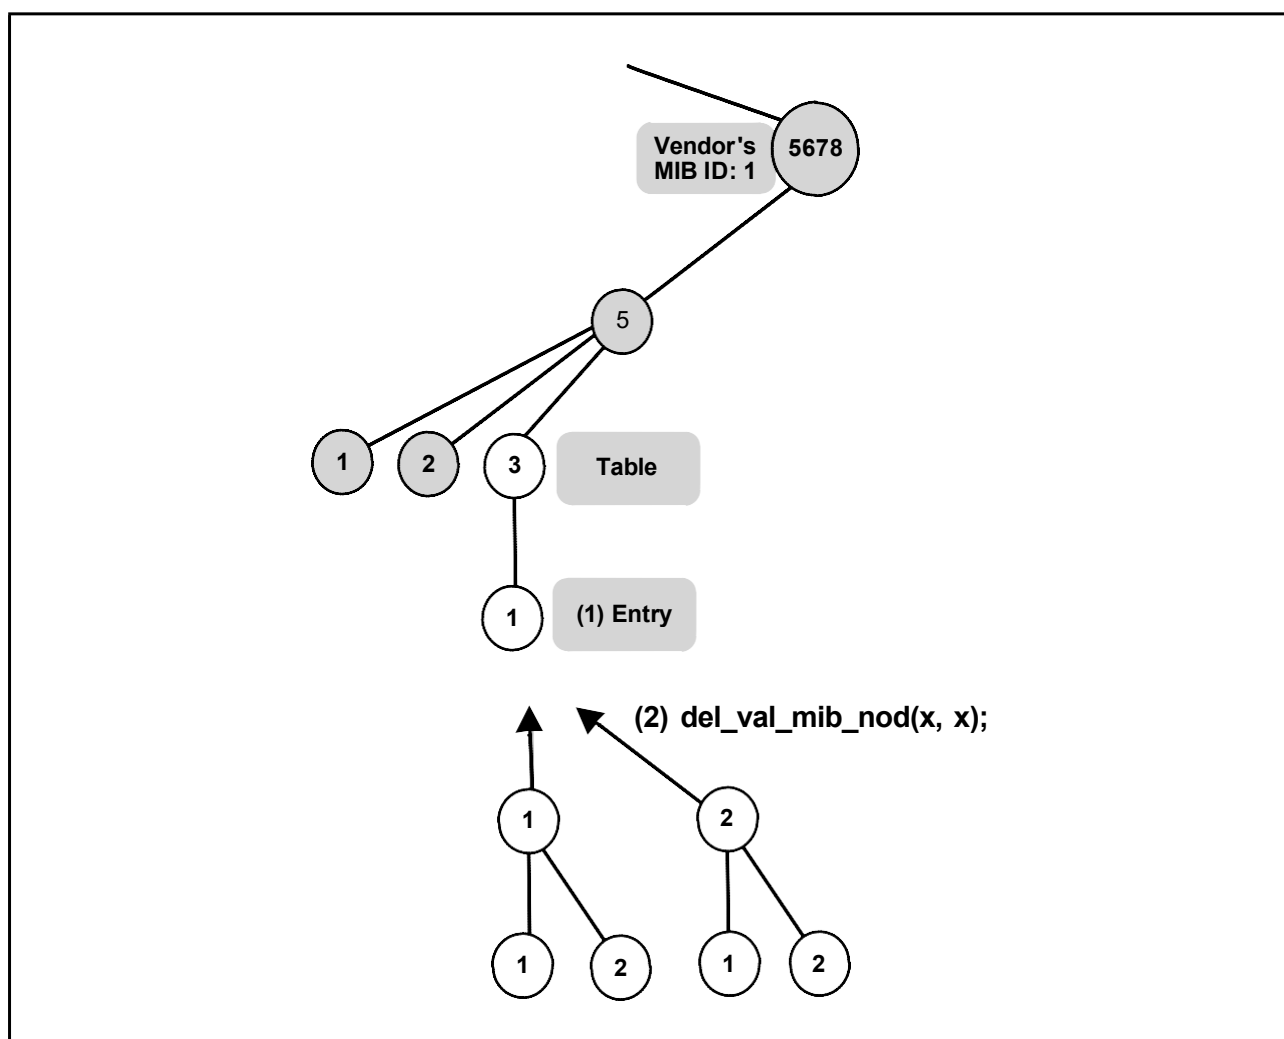 Vendor's
MIB ID: 1
5678
5
1
2
3
Table
1
(1) Entry
(2) del_val_mib_nod(x, x);
1
2
1
2
1
2